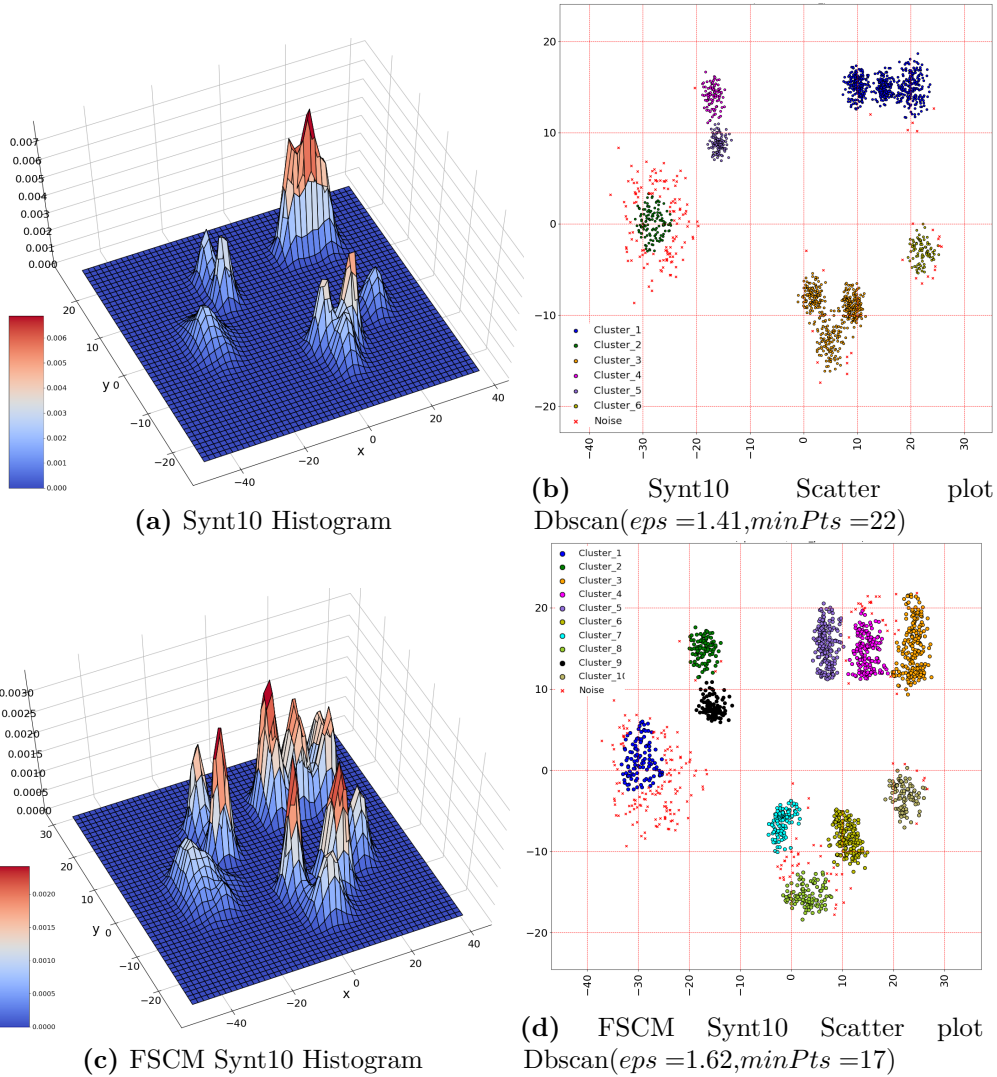 0.007
0.006
0.005
0.004
0.003
0.002
0.001
0.000
20
10
y 0
−10
−20
−40
−20
0
20
40
x
0.006
0.005
0.004
0.003
0.002
0.001
0.000
(a) Synt10 Histogram
20
10
0
−10
−20
−40
−30
−20
−10
0
10
20
30
Cluster_1
Cluster_2
Cluster_3
Cluster_4
Cluster_5
Cluster_6
Noise
(b) Synt10 Scatter plot
Dbscan(eps =1.41,minPts =22)
0.0030
0.0025
0.0020
0.0015
0.0010
0.0005
0.0000
30
20
10
y 0
−10
−20
−40
−20
0
20
40
x
0.0020
0.0015
0.0010
0.0005
0.0000
(c) FSCM Synt10 Histogram
Cluster_1
Cluster_2
Cluster_3
Cluster_4
Cluster_5
Cluster_6
Cluster_7
Cluster_8
Cluster_9
Cluster_10
Noise
20
10
0
−10
−20
−40
−30
−20
−10
0
10
20
30
(d) FSCM Synt10 Scatter plot
Dbscan(eps =1.62,minPts =17)